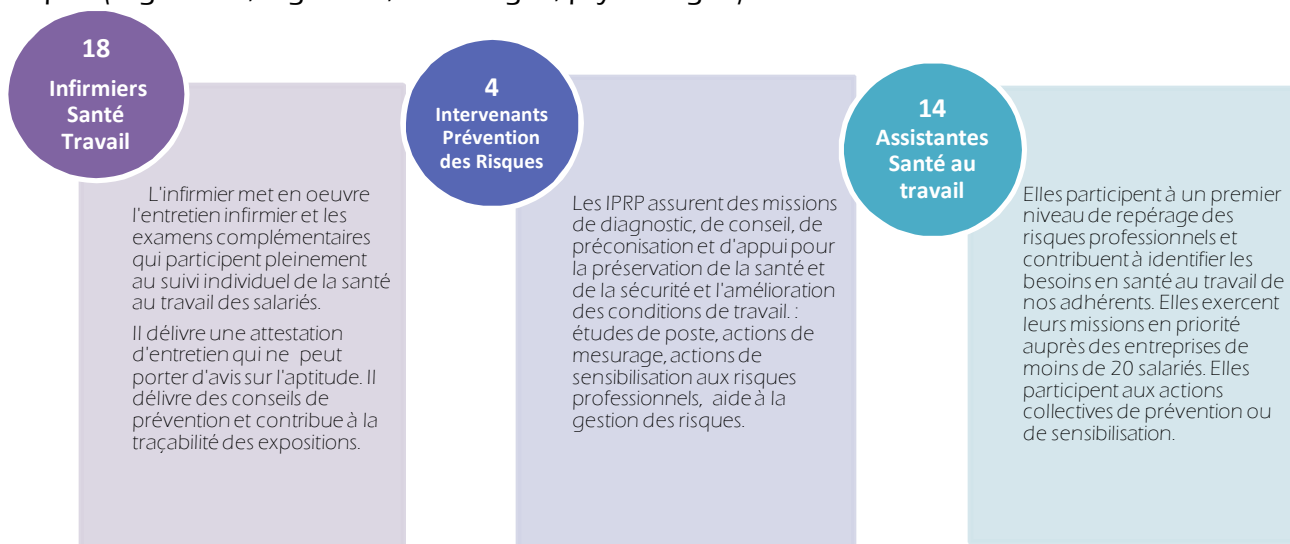 18
Infirmiers
Santé
Travail
L'infirmier met en oeuvre
l'entretien infirmier et les
examens complémentaires
qui participent pleinement
au suivi individuel de la santé
au travail des salariés.
Il délivre une attestation
d'entretien qui ne peut
porter d'avis sur l'aptitude. Il
délivre des conseils de
prévention et contribue à la
traçabilité des expositions.
4
Intervenants
Prévention
des Risques
Les IPRP assurent des missions
de diagnostic, de conseil, de
préconisation et d'appui pour
la préservation de la santé et
de la sécurité et l'amélioration
des conditions de travail. :
études de poste, actions de
mesurage, actions de
sensibilisation aux risques
professionnels, aide à la
gestion des risques.
14
Assistantes
Santé au
travail
Elles participent à un premier
niveau de repérage des
risques professionnels et
contribuent à identifier les
besoins en santé au travail de
nos adhérents. Elles exercent
leurs missions en priorité
auprès des entreprises de
moins de 20 salariés. Elles
participent aux actions
collectives de prévention ou
de sensibilisation.